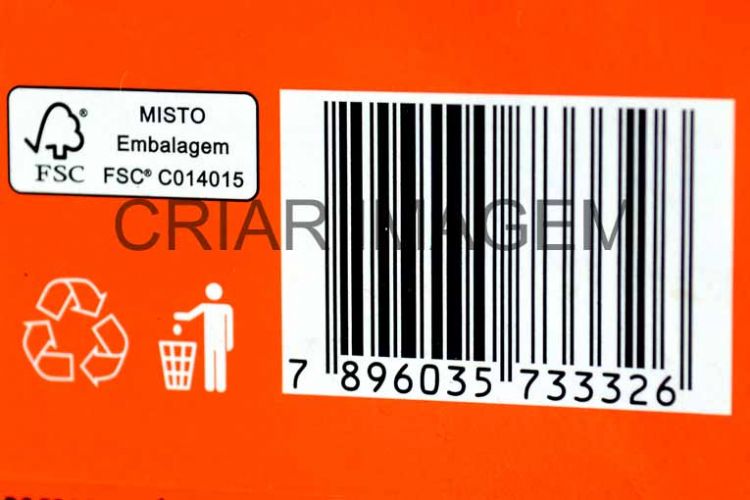 MISTO
Embalagem
FSC® C014015
FSC
CRIAR IMAGEM
7 896035 733326